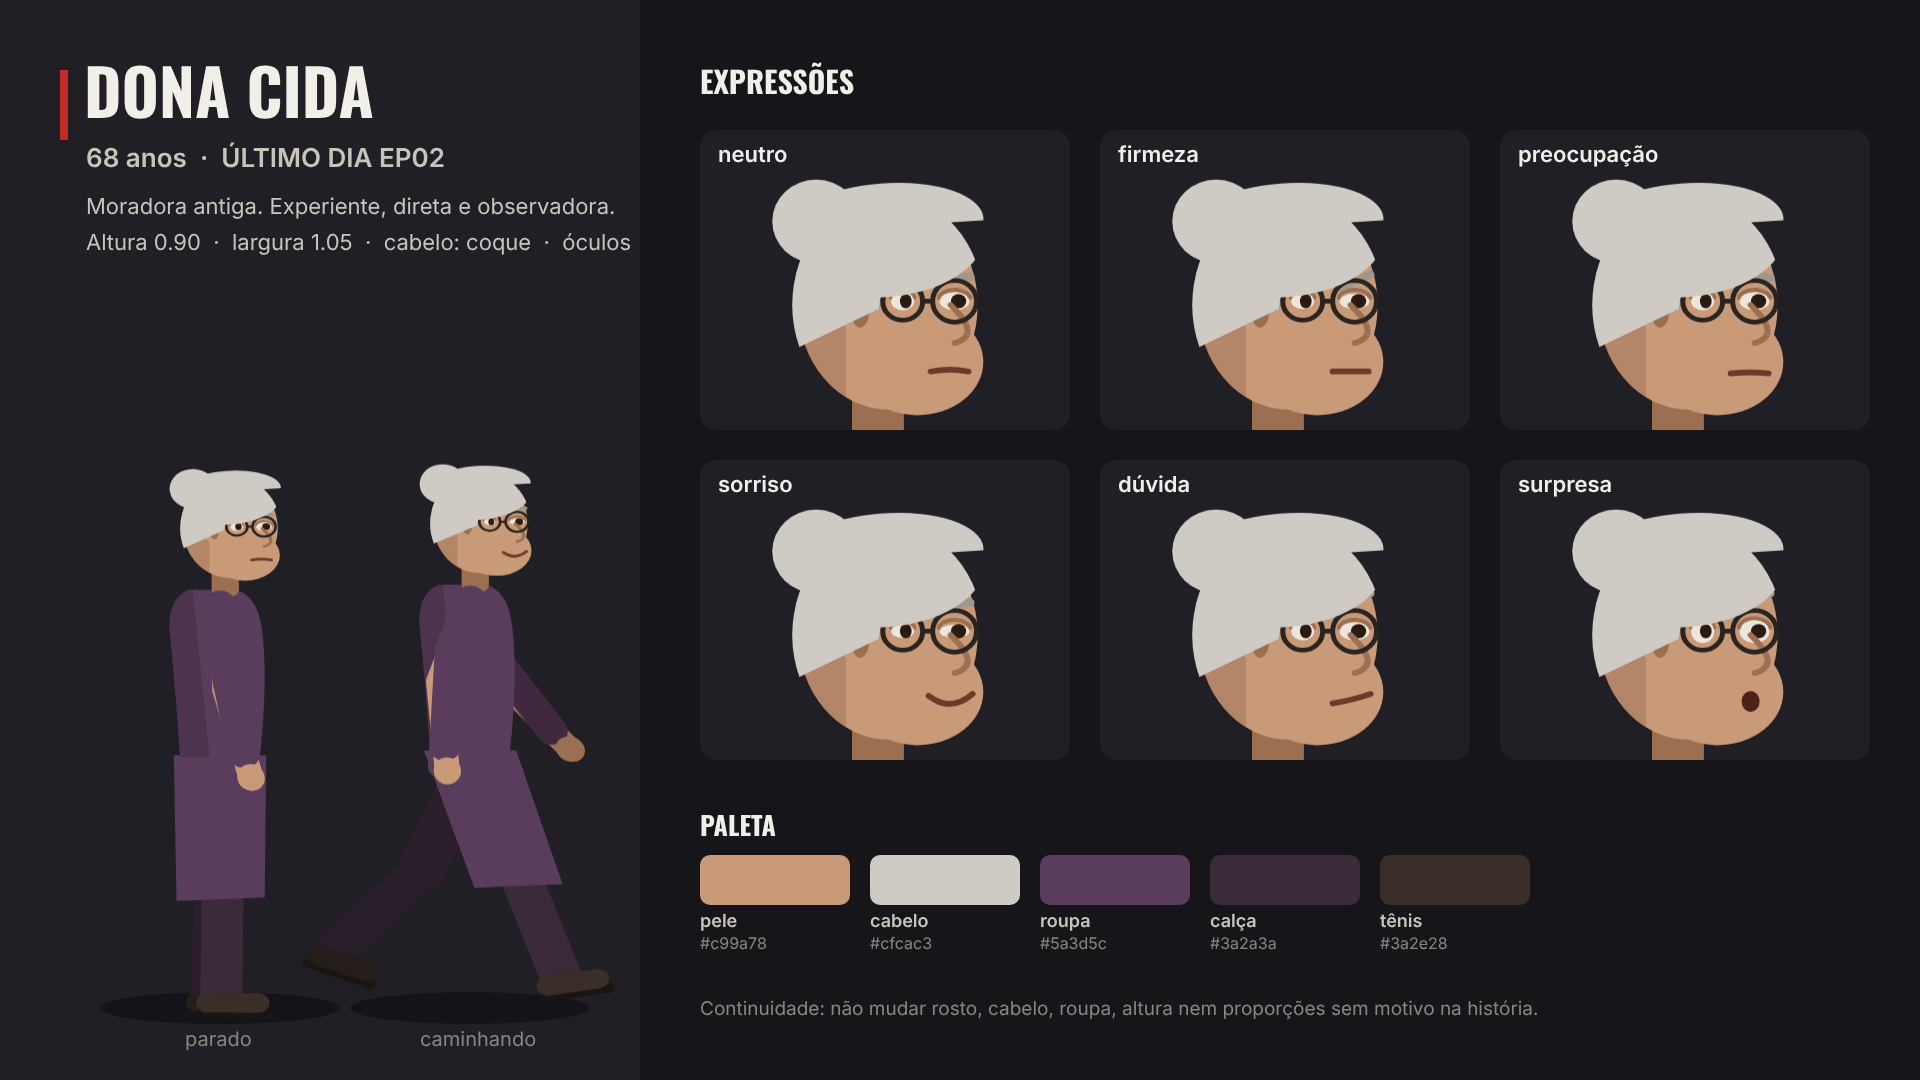 DONA CIDA
68 anos · ÚLTIMO DIA EP02
Moradora antiga. Experiente, direta e observadora.
Altura 0.90 · largura 1.05 · cabelo: coque · óculos
parado
caminhando
EXPRESSÕES
neutro
firmeza
preocupação
sorriso
dúvida
surpresa
PALETA
pele
#c99a78
cabelo
#cfcac3
roupa
#5a3d5c
calça
#3a2a3a
tênis
#3a2e28
Continuidade: não mudar rosto, cabelo, roupa, altura nem proporções sem motivo na história.